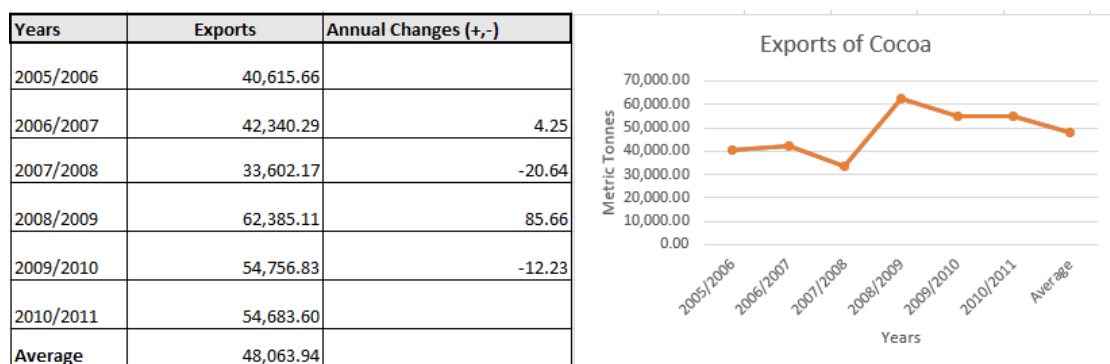 Years Exports Annual Changes (+,-)
2005/2006 40,615.66
2006/2007 42,340.29 4.25
2007/2008 33,602.17 -20.64
2008/2009 62,385.11 85.66
2009/2010 54,756.83 -12.23
2010/2011 54,683.60
Average 48,063.94
Exports of Cocoa
70,000.00
60,000.00
50,000.00
40,000.00
30,000.00
20,000.00
10,000.00
0.00
Metric Tonnes
2005/2006
2006/2007
2007/2008
2008/2009
2009/2010
2010/2011
Average
Years